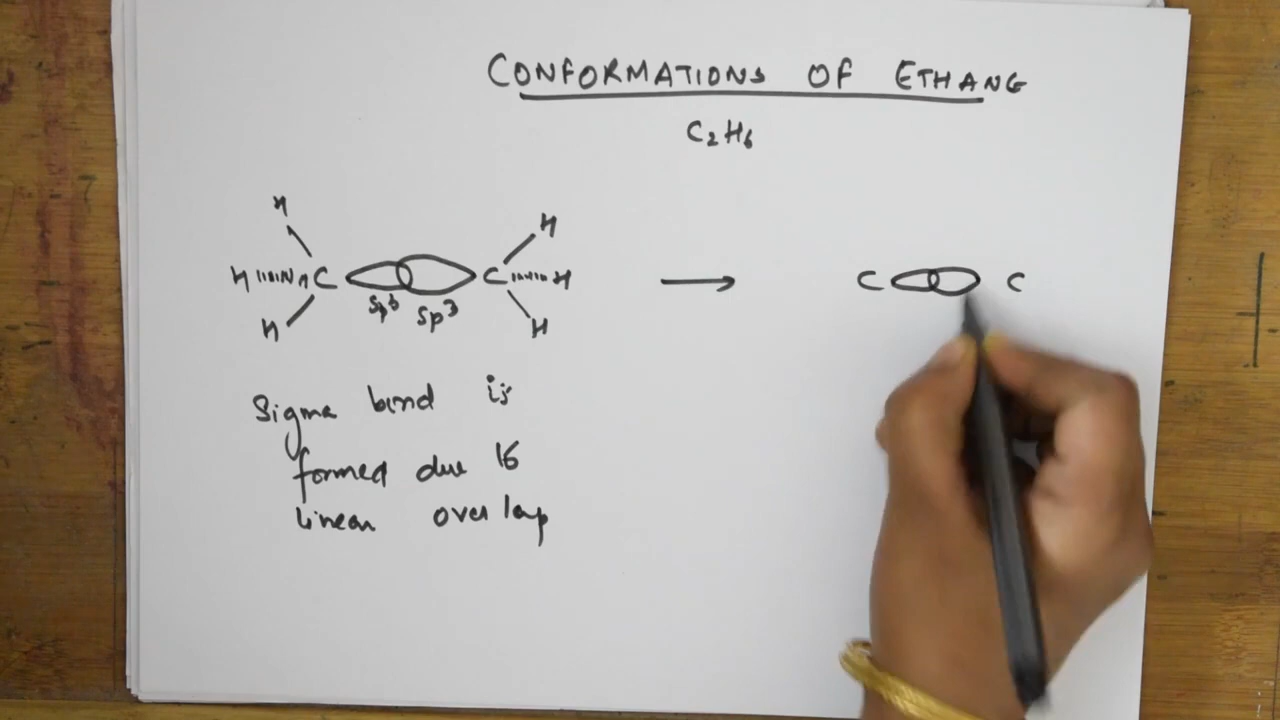 CONFORMATIONS OF ETHANE
C₂H₆
H H
H C C H C C
sp³ sp³
H H
Sigma bond is
formed due to
linear overlap